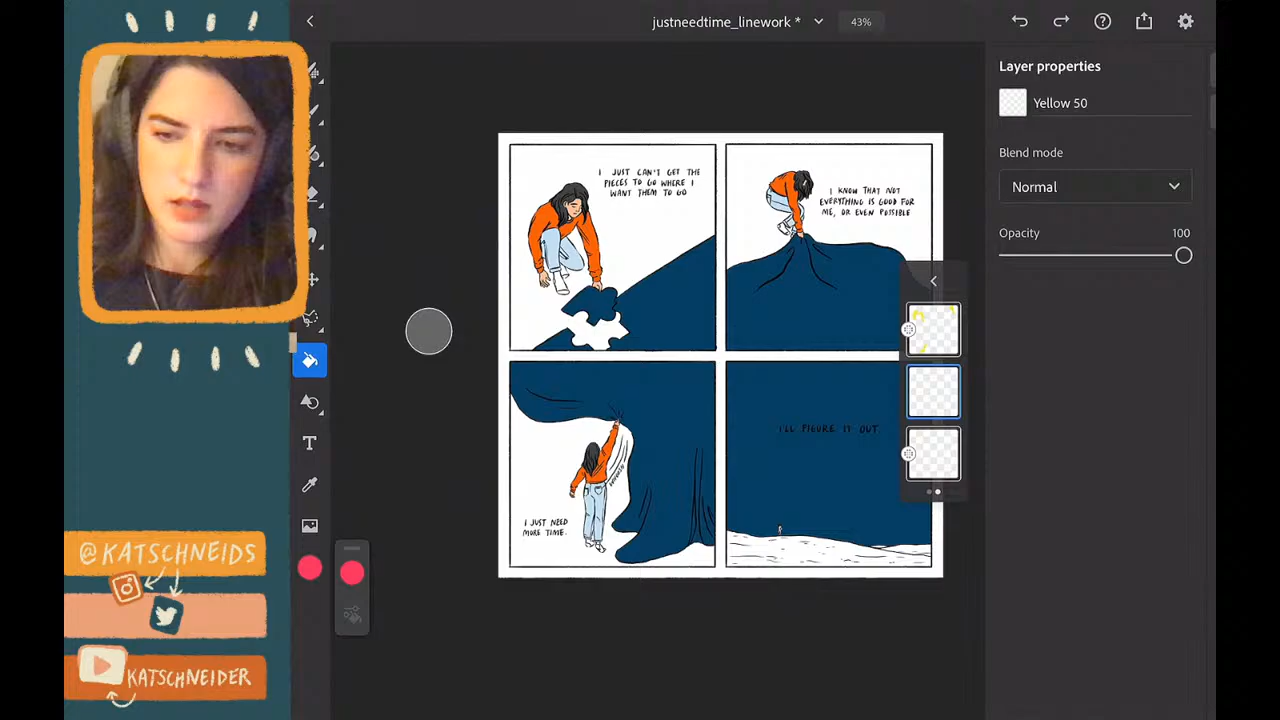 justneedtime_linework *
43%
Layer properties
Yellow 50
Blend mode
Normal
Opacity
100
I JUST CAN'T GET THE
PIECES TO GO WHERE I
WANT THEM TO GO
I KNOW THAT NOT
EVERYTHING IS GOOD FOR
ME, OR EVEN POSSIBLE
I JUST NEED
MORE TIME.
I'LL FIGURE IT OUT.
@KATSCHNEIDS
KATSCHNEIDER